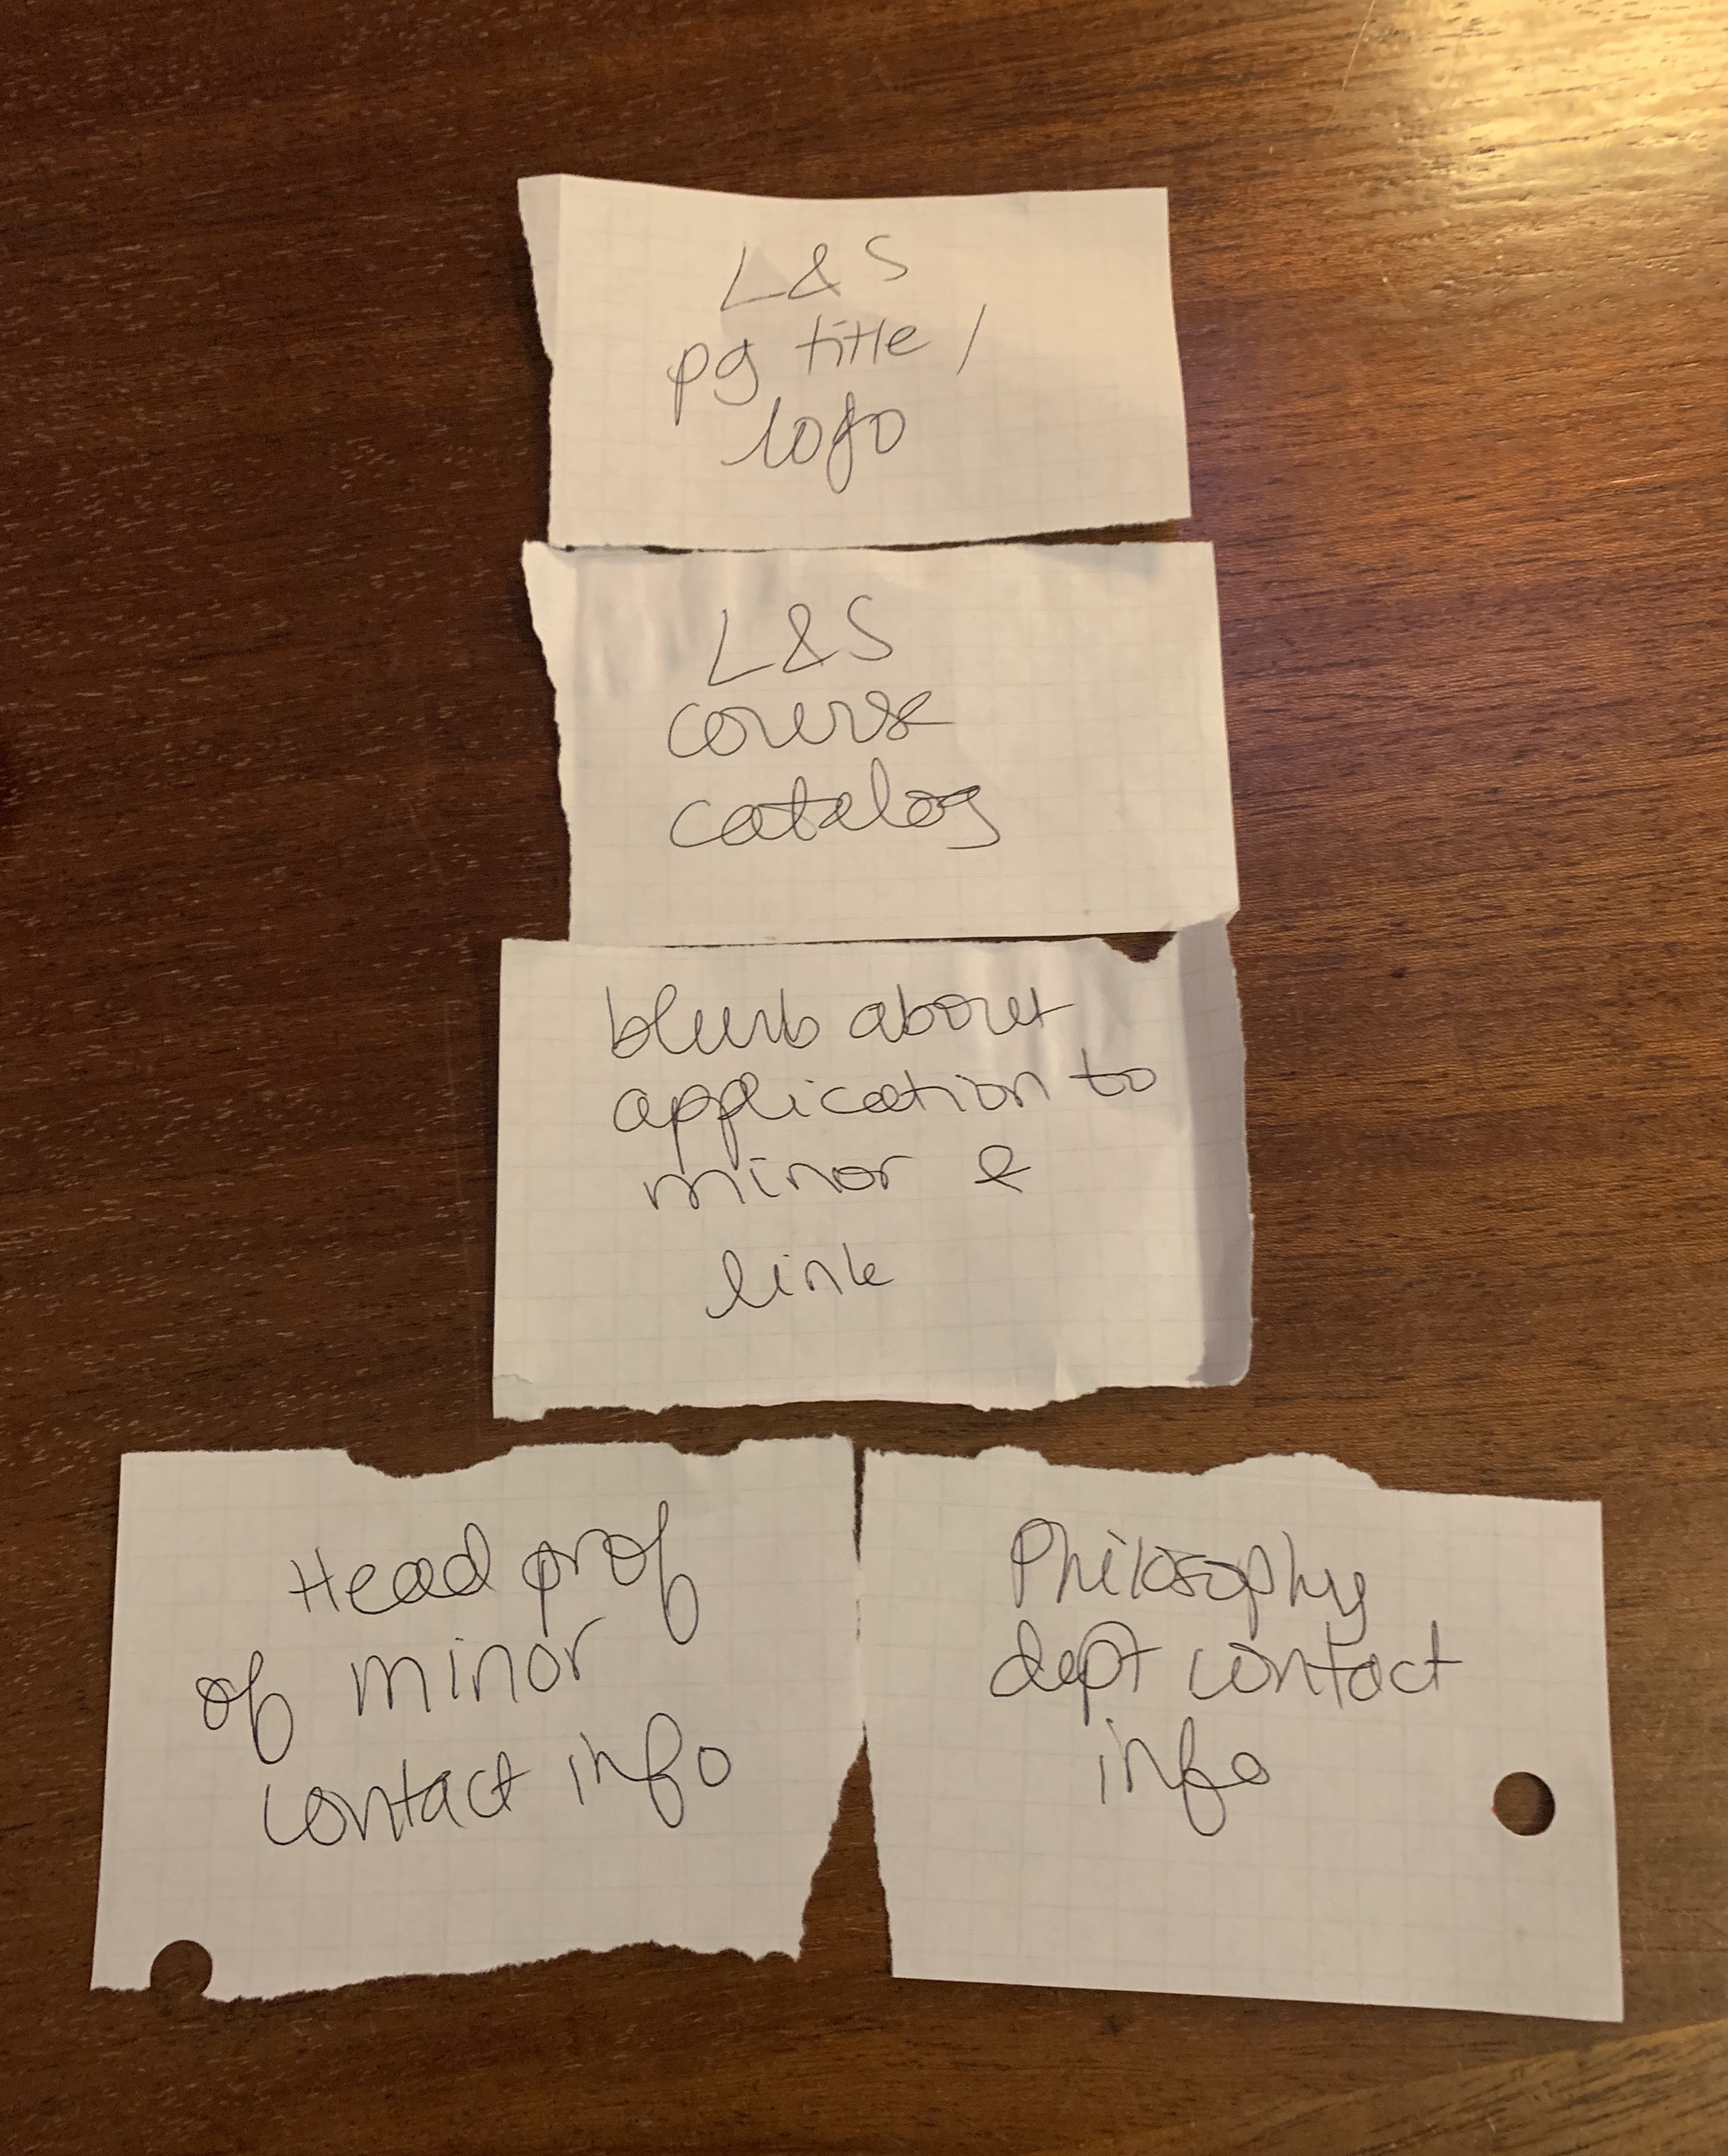 L&S
pg title /
logo
L&S
course
catalog
blurb about
application to
minor &
link
Head prof
of minor
contact info
Philosophy
dept contact
info